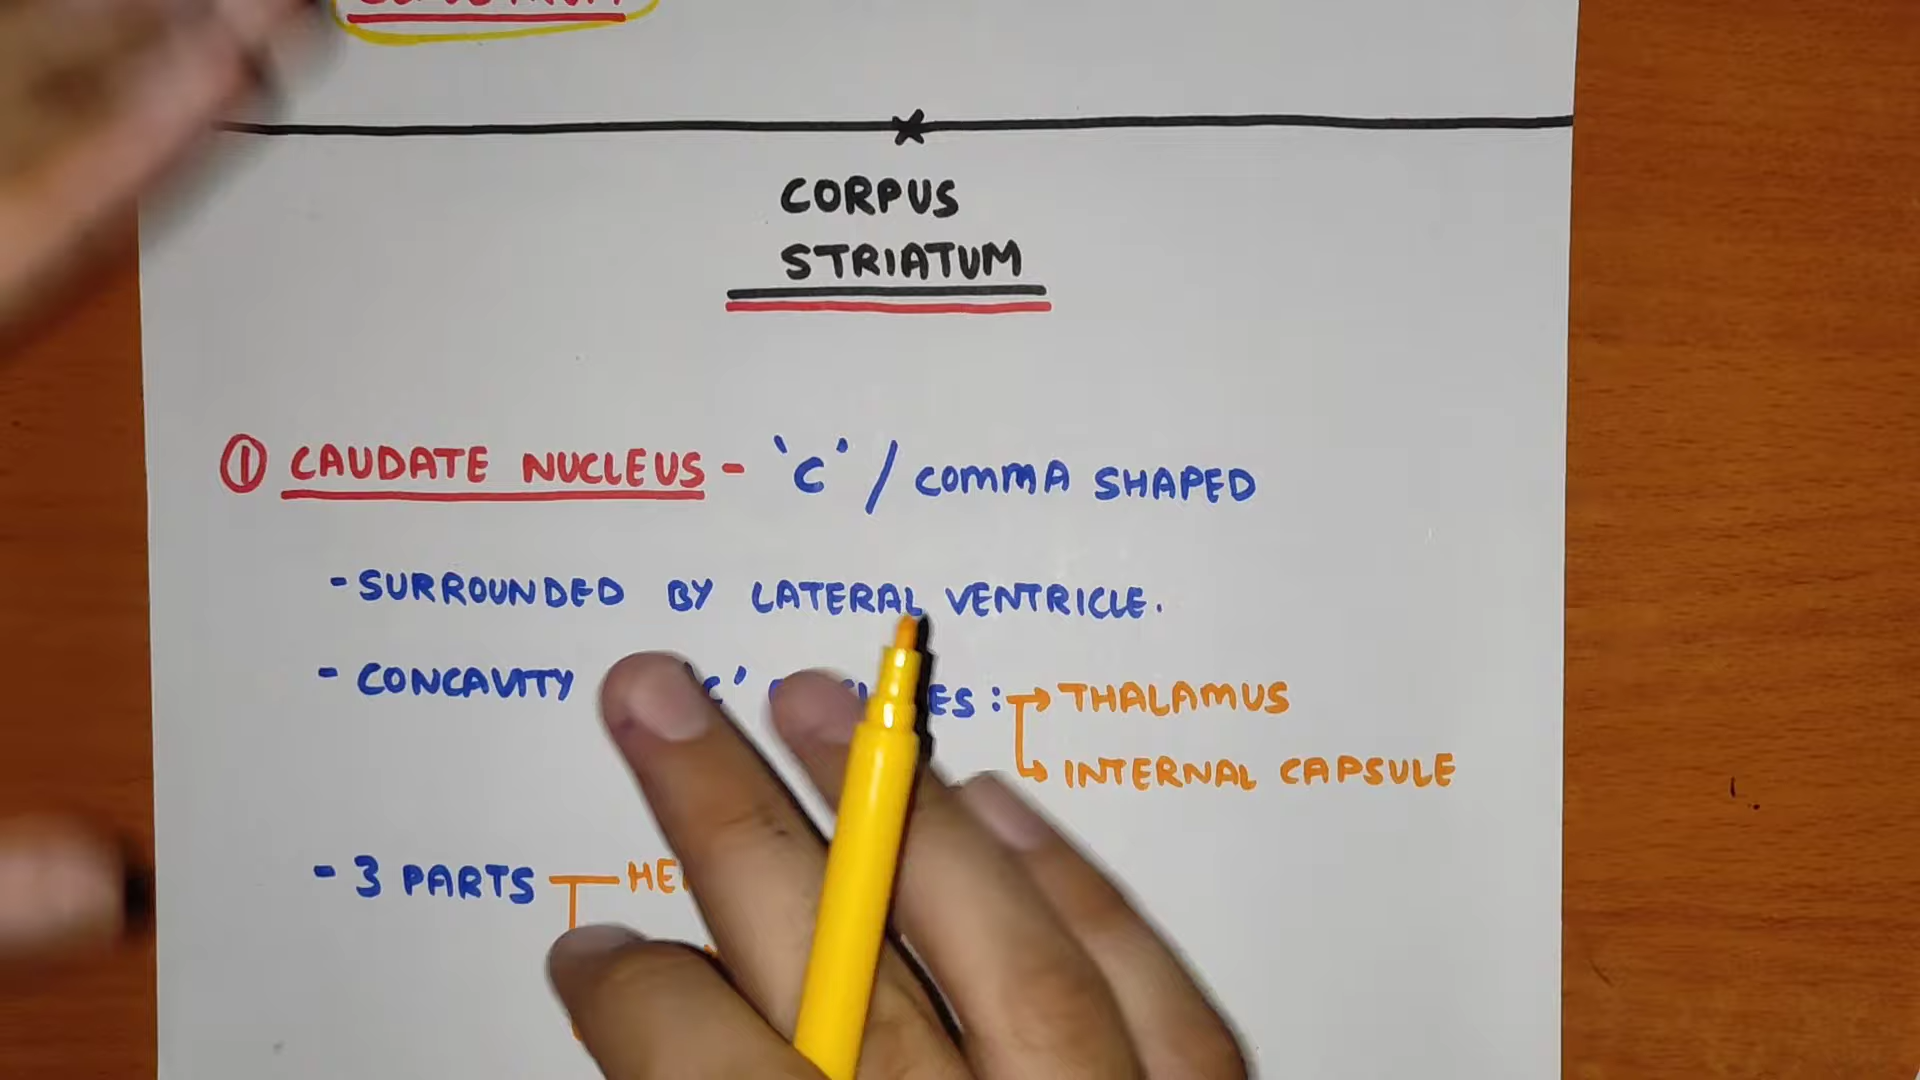 CORPUS
STRIATUM
① CAUDATE NUCLEUS - 'C' / COMMA SHAPED
- SURROUNDED BY LATERAL VENTRICLE.
- CONCAVITY 'C' : → THALAMUS
→ INTERNAL CAPSULE
- 3 PARTS